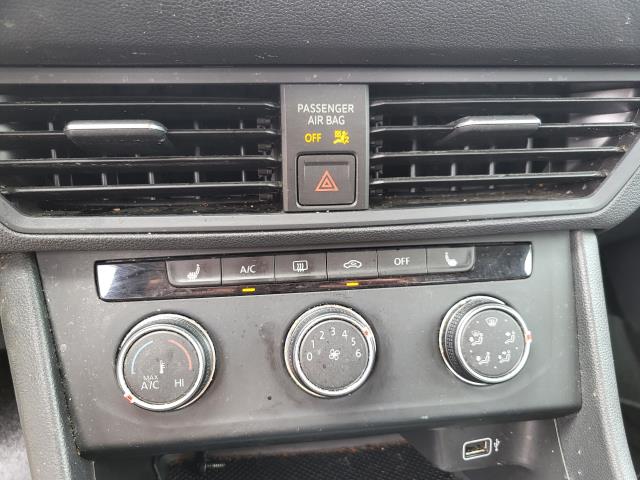 PASSENGER
AIR BAG
OFF
A/C
OFF
MAX
A/C
HI
0 1 2 3 4 5 6